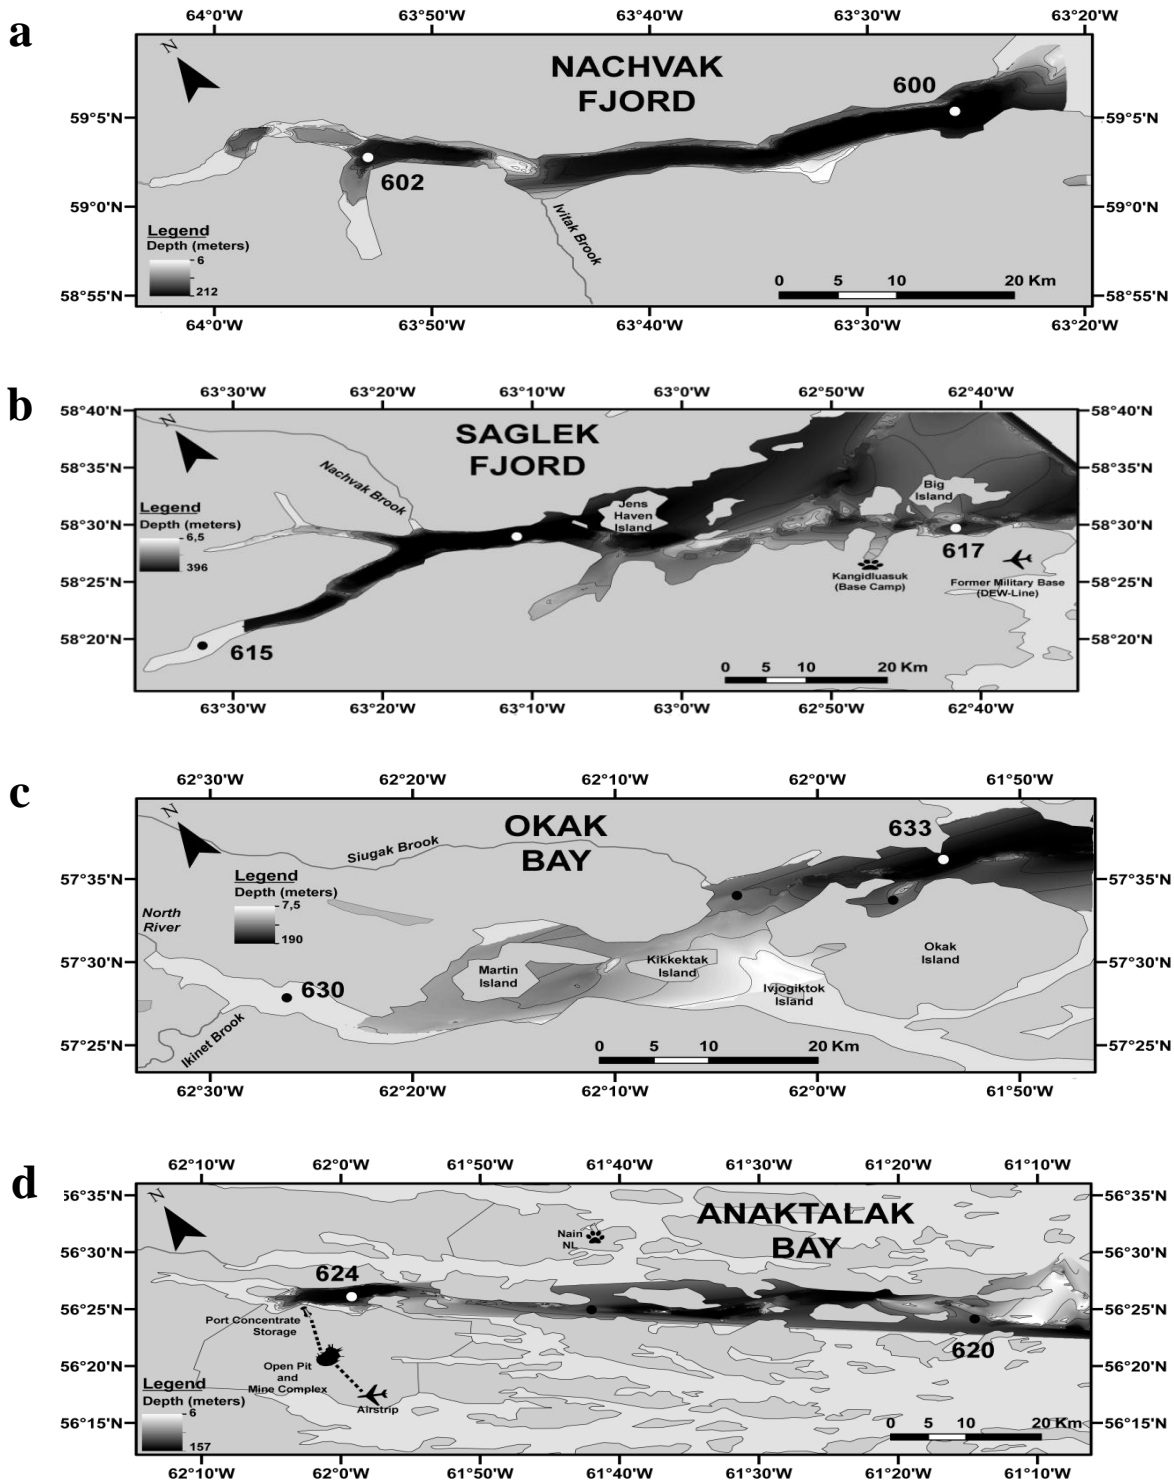 a
64°0'W 63°50'W 63°40'W 63°30'W 63°20'W
N
NACHVAK
FJORD
600
59°5'N 59°5'N
602
59°0'N 59°0'N
Ivitak Brook
Legend
Depth (meters)
6
212
0 5 10 20 Km
58°55'N 58°55'N
64°0'W 63°50'W 63°40'W 63°30'W 63°20'W
b
63°30'W 63°20'W 63°10'W 63°0'W 62°50'W 62°40'W
58°40'N 58°40'N
N
SAGLEK
FJORD
58°35'N 58°35'N
Nachvak Brook
Big
Island
Jens
Haven
Island
Legend
Depth (meters)
6,5
396
58°30'N 58°30'N
617
Kangidluasuk
(Base Camp)
Former Military Base
(DEW-Line)
58°25'N 58°25'N
58°20'N 58°20'N
615
0 5 10 20 Km
63°30'W 63°20'W 63°10'W 63°0'W 62°50'W 62°40'W
c
62°30'W 62°20'W 62°10'W 62°0'W 61°50'W
N
OKAK
BAY
633
Siugak Brook
57°35'N 57°35'N
Legend
Depth (meters)
7,5
190
North
River
Okak
Island
Kikkektak
Island
Martin
Island
Ivjogiktok
Island
57°30'N 57°30'N
630
Ikinet Brook
57°25'N 57°25'N
0 5 10 20 Km
62°30'W 62°20'W 62°10'W 62°0'W 61°50'W
d
62°10'W 62°0'W 61°50'W 61°40'W 61°30'W 61°20'W 61°10'W
56°35'N 56°35'N
N
ANAKTALAK
BAY
Nain
NL
56°30'N 56°30'N
624
56°25'N 56°25'N
Port Concentrate
Storage
620
56°20'N 56°20'N
Open Pit
and
Mine Complex
Airstrip
Legend
Depth (meters)
6
157
56°15'N 56°15'N
0 5 10 20 Km
62°10'W 62°0'W 61°50'W 61°40'W 61°30'W 61°20'W 61°10'W